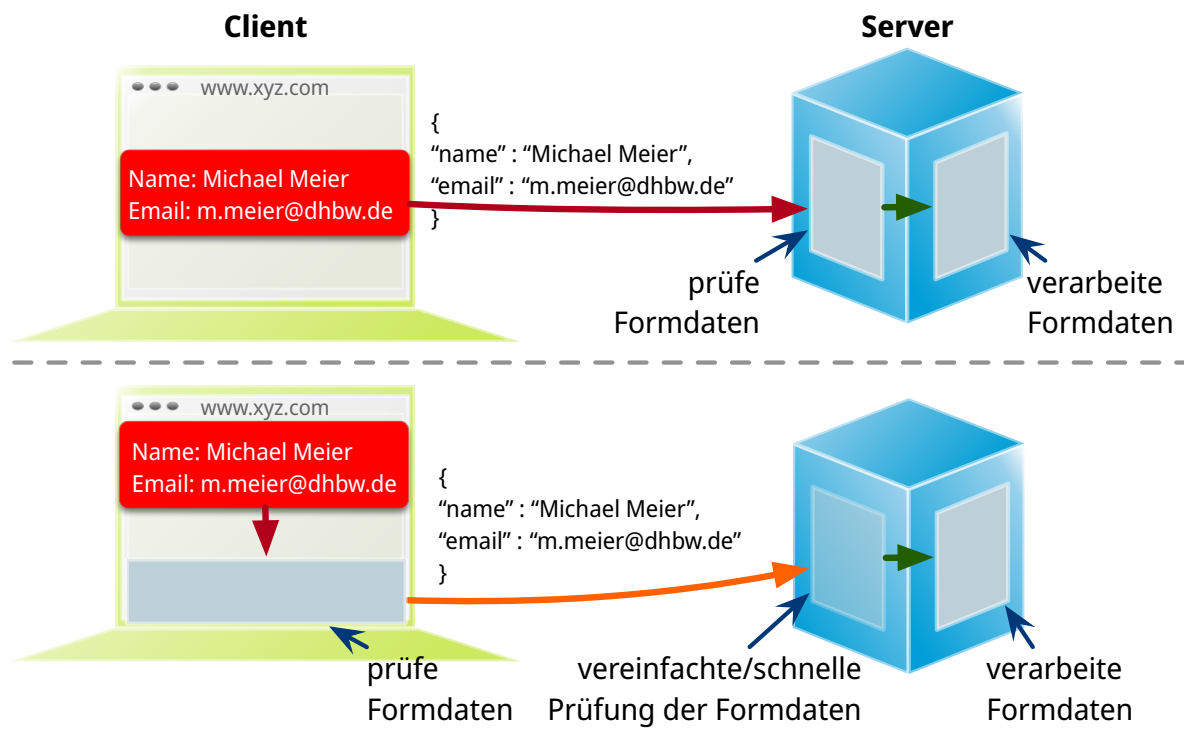 Client
Server
www.xyz.com
Name: Michael Meier
Email: m.meier@dhbw.de
{
“name” : “Michael Meier”,
“email” : “m.meier@dhbw.de”
}
prüfe
Formdaten
verarbeite
Formdaten
www.xyz.com
Name: Michael Meier
Email: m.meier@dhbw.de
{
“name” : “Michael Meier”,
“email” : “m.meier@dhbw.de”
}
prüfe
Formdaten
vereinfachte/schnelle
Prüfung der Formdaten
verarbeite
Formdaten